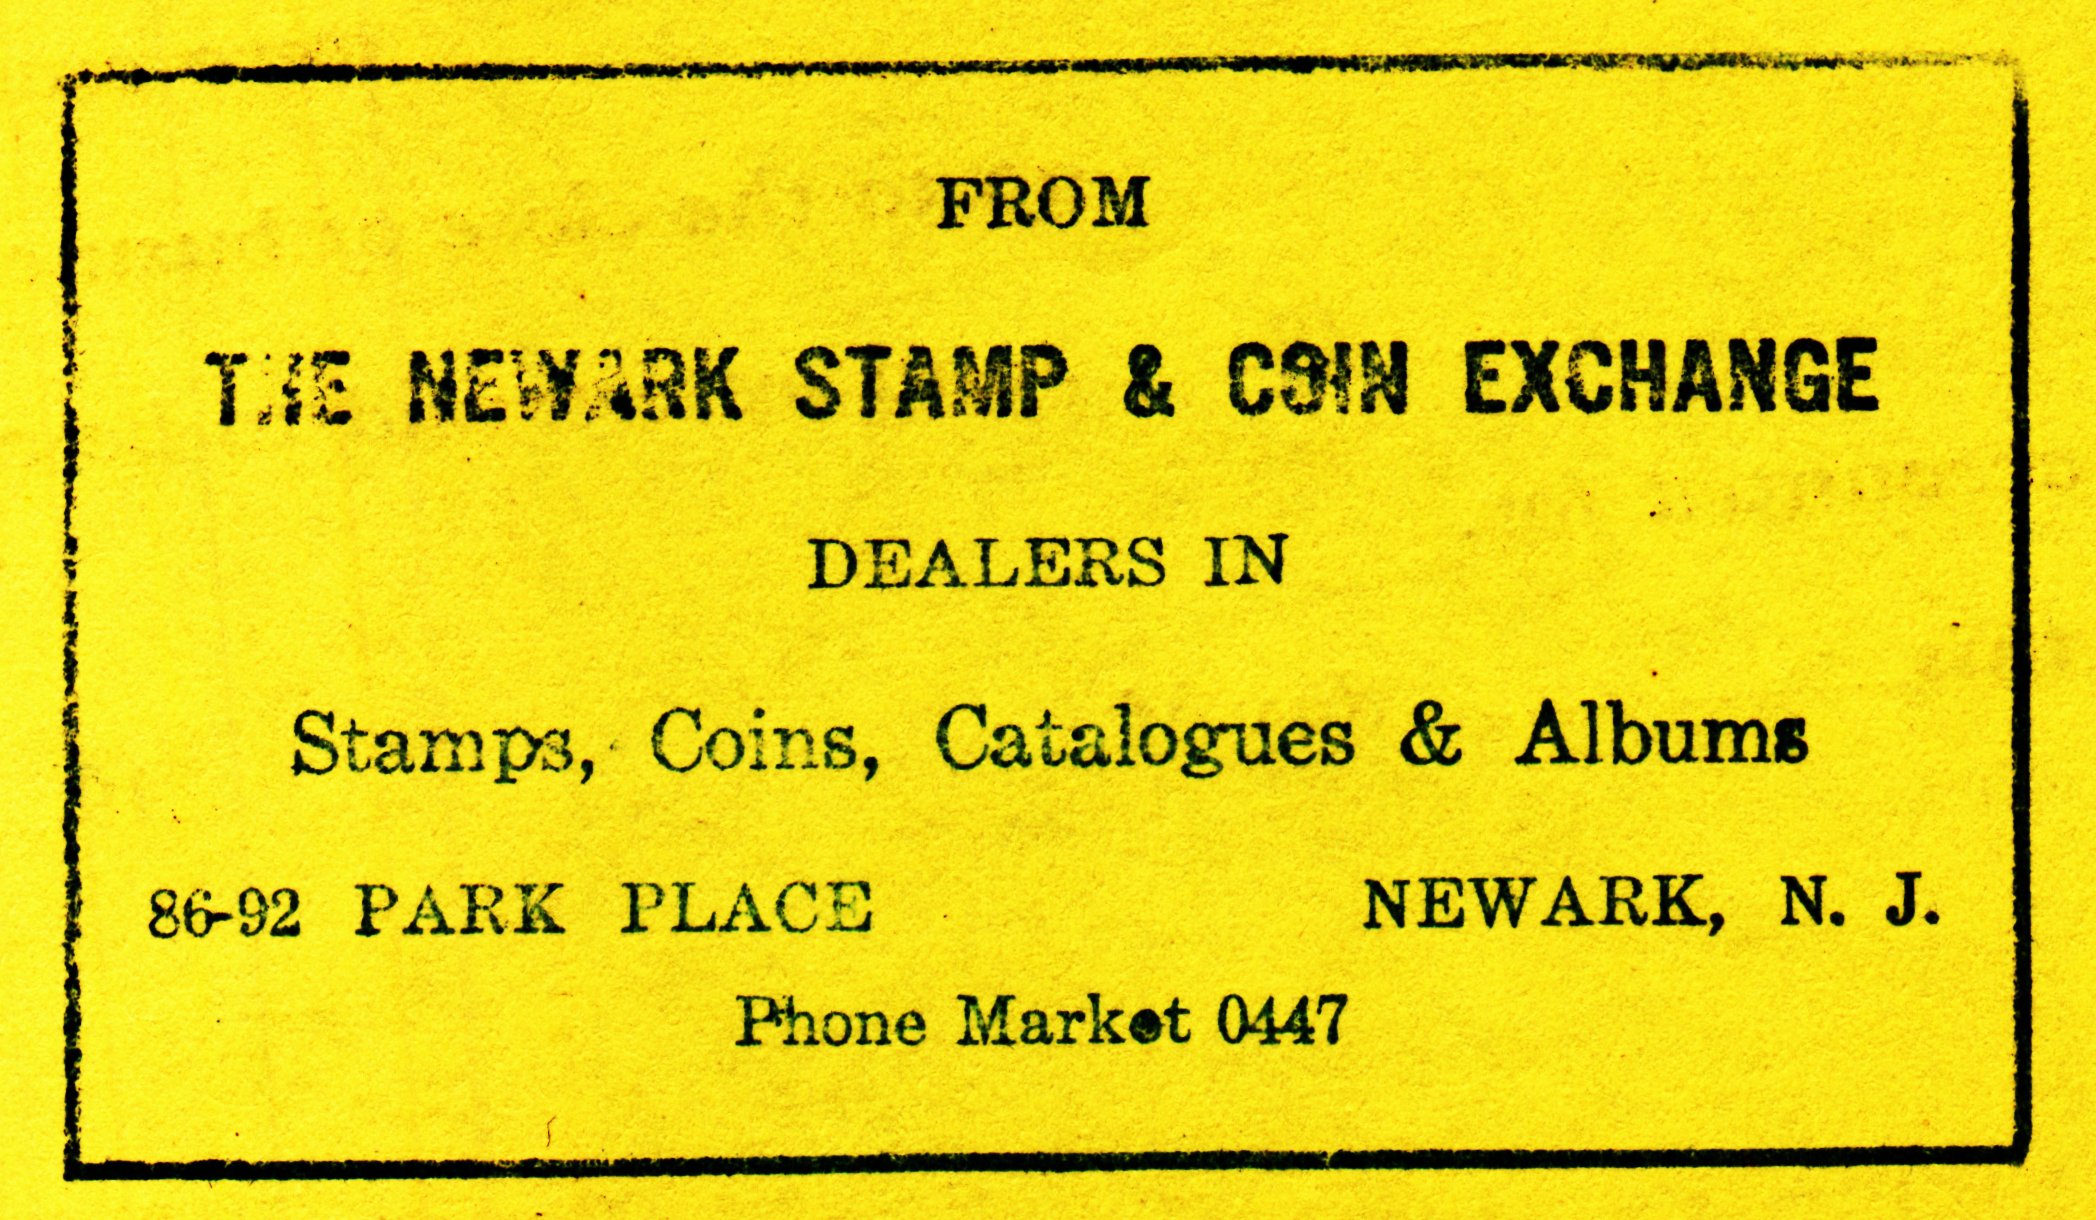 FROM
THE NEWARK STAMP & COIN EXCHANGE
DEALERS IN
Stamps, Coins, Catalogues & Albums
86-92 PARK PLACE NEWARK, N. J.
Phone Market 0447